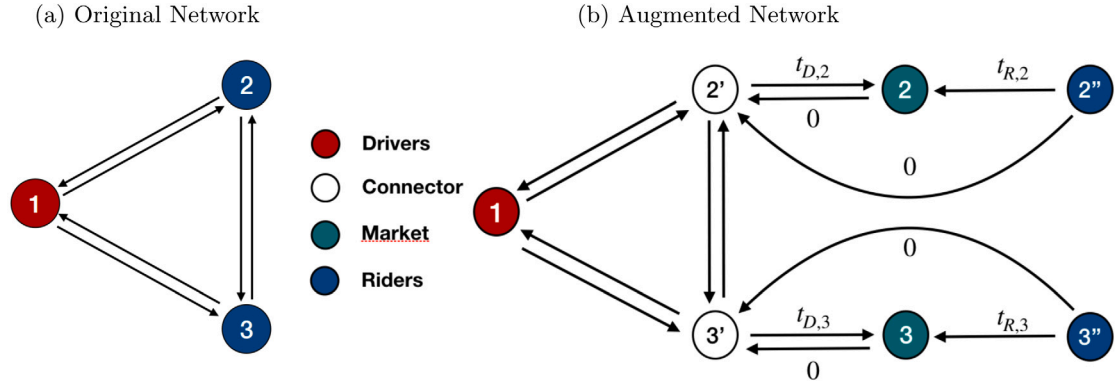 (a) Original Network
(b) Augmented Network
2
1
3
Drivers
Connector
Market
Riders
1
2'
t_{D,2}
0
2
t_{R,2}
2''
0
0
3'
t_{D,3}
0
3
t_{R,3}
3''